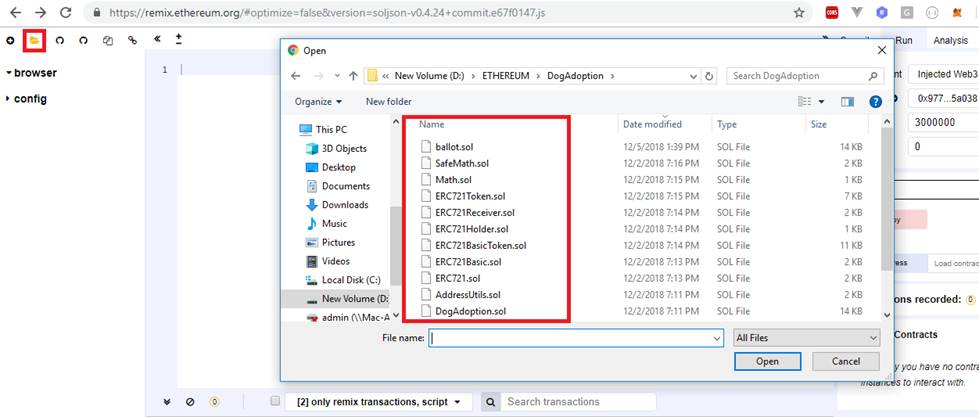 https://remix.ethereum.org/#optimize=false&version=soljson-v0.4.24+commit.e67f0147.js
CORS
Run Analysis
browser
config
1
Open
New Volume (D:) > ETHEREUM > DogAdoption >
Search DogAdoption
Organize New folder
Name Date modified Type Size
This PC
3D Objects
Desktop
Documents
Downloads
Music
Pictures
Videos
Local Disk (C:)
New Volume (D:
admin (\\Mac-A
ballot.sol 12/5/2018 1:39 PM SOL File 14 KB
SafeMath.sol 12/2/2018 7:16 PM SOL File 2 KB
Math.sol 12/2/2018 7:15 PM SOL File 1 KB
ERC721Token.sol 12/2/2018 7:15 PM SOL File 7 KB
ERC721Receiver.sol 12/2/2018 7:14 PM SOL File 2 KB
ERC721Holder.sol 12/2/2018 7:14 PM SOL File 1 KB
ERC721BasicToken.sol 12/2/2018 7:14 PM SOL File 11 KB
ERC721Basic.sol 12/2/2018 7:13 PM SOL File 2 KB
ERC721.sol 12/2/2018 7:13 PM SOL File 2 KB
AddressUtils.sol 12/2/2018 7:11 PM SOL File 2 KB
DogAdoption.sol 12/2/2018 7:11 PM SOL File 14 KB
File name:
All Files
Open Cancel
Injected Web3
0x977...5a038
3000000
0
Load contrac
ons recorded: 0
Contracts
y you have no contra
instances to interact with.
0
[2] only remix transactions, script
Search transactions